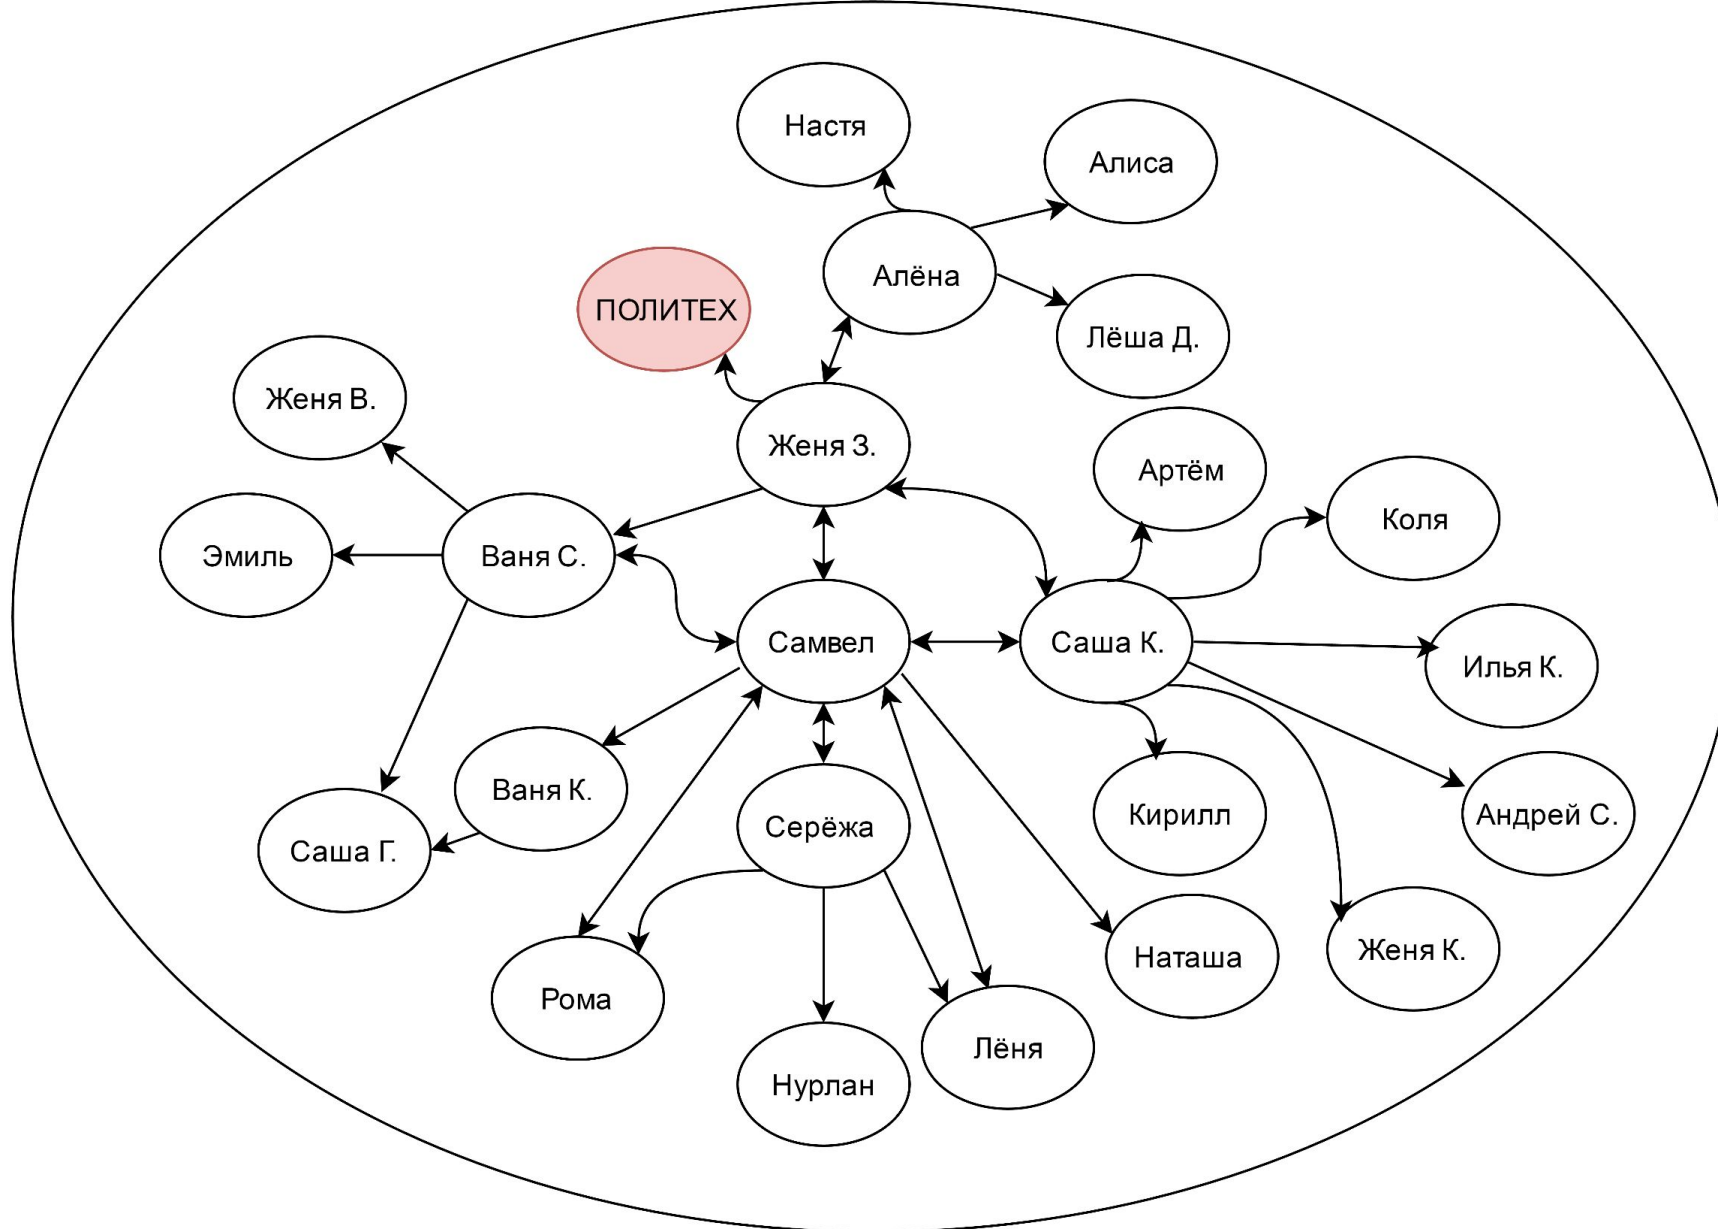 Настя
Алиса
Алёна
ПОЛИТЕХ
Лёша Д.
Женя В.
Женя З.
Артём
Коля
Эмиль
Ваня С.
Самвел
Саша К.
Илья К.
Ваня К.
Серёжа
Кирилл
Андрей С.
Саша Г.
Рома
Наташа
Женя К.
Лёня
Нурлан